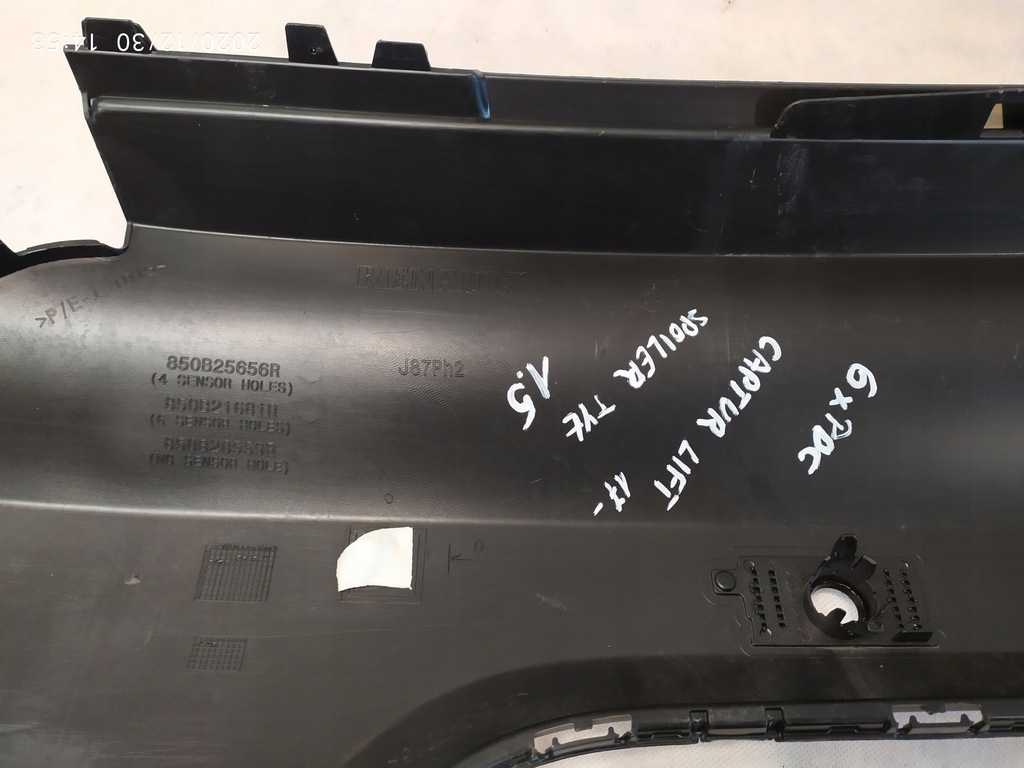 2020/12/30 14:53
RENAULT
850B25656R
(4 SENSOR HOLES)
850B21681R
(6 SENSOR HOLES)
(NO SENSOR HOLE)
J87Ph2
1.5
SPOILER TYŁ
CAPTUR LIFT 17-
6 x PDC